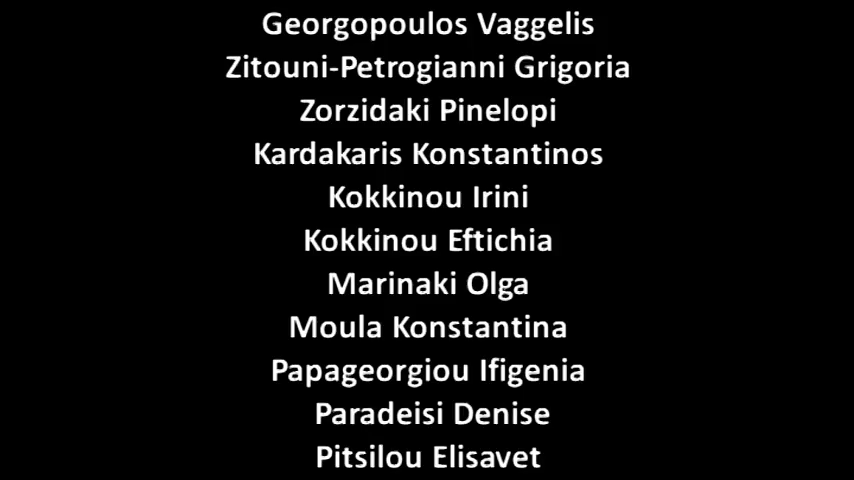 Georgopoulos Vaggelis
Zitouni-Petrogianni Grigoria
Zorzidaki Pinelopi
Kardakaris Konstantinos
Kokkinou Irini
Kokkinou Eftichia
Marinaki Olga
Moula Konstantina
Papageorgiou Ifigenia
Paradeisi Denise
Pitsilou Elisavet